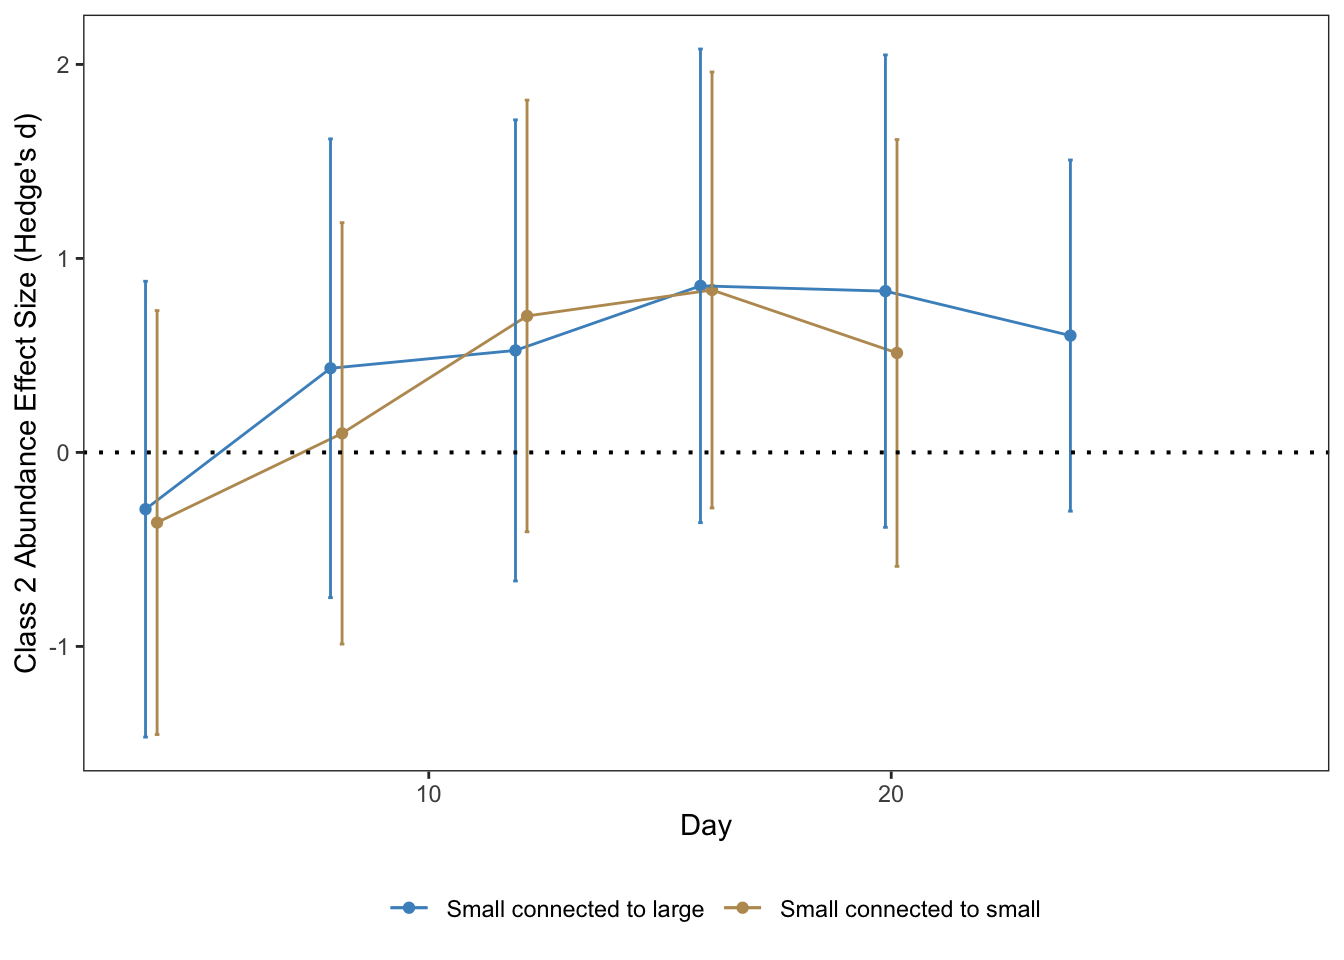 Class 2 Abundance Effect Size (Hedge's d)
2
1
0
-1
10 20
Day
Small connected to large Small connected to small